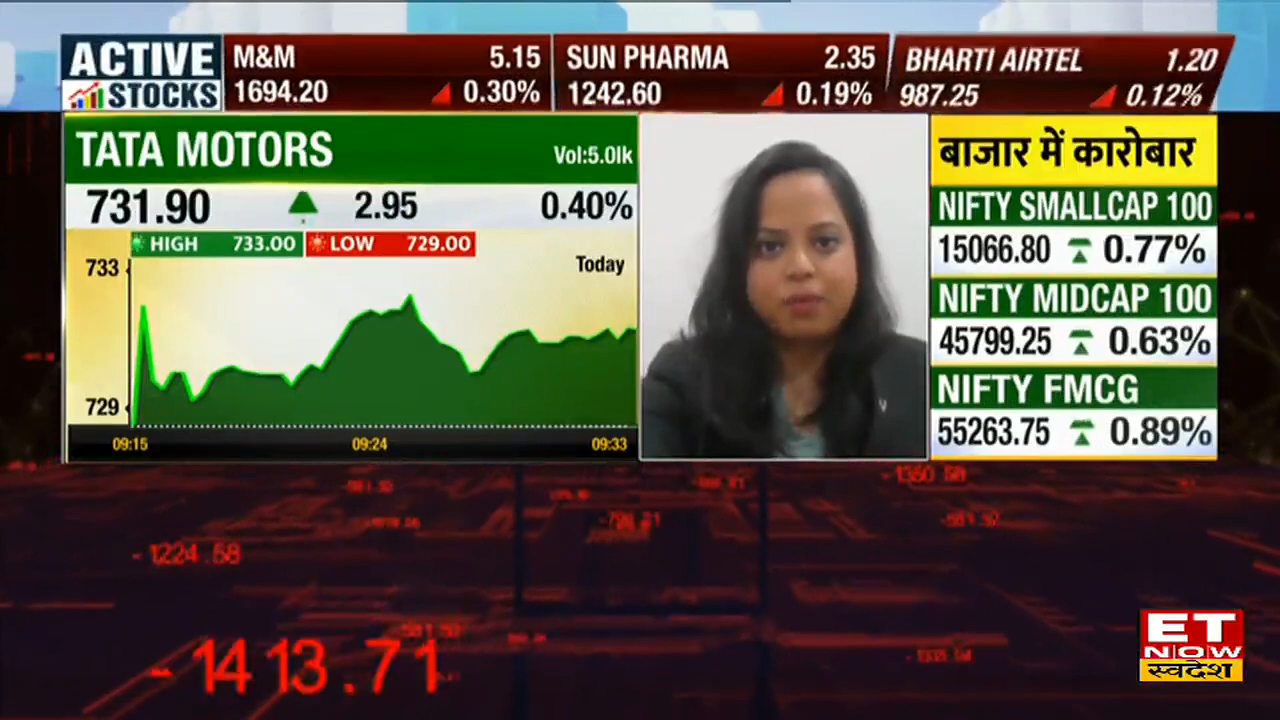 ACTIVE
STOCKS
M&M 5.15
1694.20 0.30%
SUN PHARMA 2.35
1242.60 0.19%
BHARTI AIRTEL 1.20
987.25 0.12%
TATA MOTORS Vol:5.0lk
731.90 2.95 0.40%
HIGH 733.00 LOW 729.00
Today
733
729
09:15 09:24 09:33
बाजार में कारोबार
NIFTY SMALLCAP 100
15066.80 0.77%
NIFTY MIDCAP 100
45799.25 0.63%
NIFTY FMCG
55263.75 0.89%
- 1224.58
- 1413.71
ET
NOW
स्वदेश